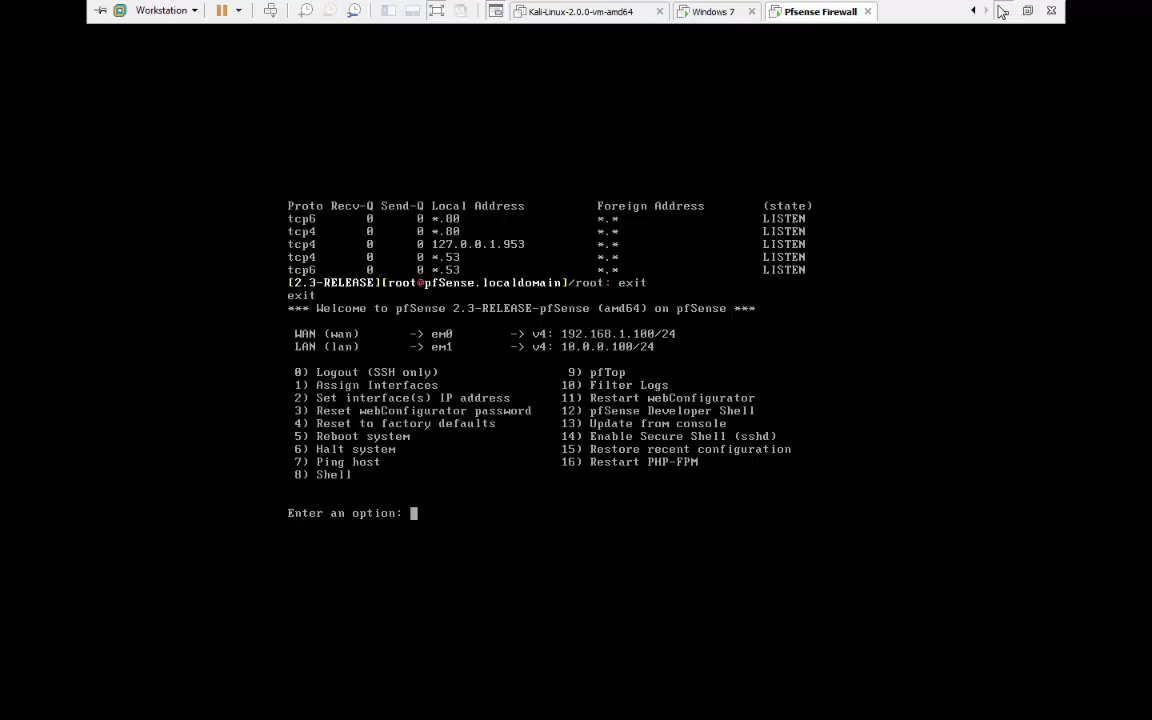 Workstation Kali-Linux-2.0.0-vm-amd64 Windows 7 Pfsense Firewall
Proto Recv-Q Send-Q Local Address Foreign Address (state)
tcp6 0 0 *.80 *.* LISTEN
tcp4 0 0 *.80 *.* LISTEN
tcp4 0 0 127.0.0.1.953 *.* LISTEN
tcp4 0 0 *.53 *.* LISTEN
tcp6 0 0 *.53 *.* LISTEN
[2.3-RELEASE][root@pfSense.localdomain]/root: exit
exit
*** Welcome to pfSense 2.3-RELEASE-pfSense (amd64) on pfSense ***
WAN (wan) -> em0 -> v4: 192.168.1.100/24
LAN (lan) -> em1 -> v4: 10.0.0.100/24
0) Logout (SSH only) 9) pfTop
1) Assign Interfaces 10) Filter Logs
2) Set interface(s) IP address 11) Restart webConfigurator
3) Reset webConfigurator password 12) pfSense Developer Shell
4) Reset to factory defaults 13) Update from console
5) Reboot system 14) Enable Secure Shell (sshd)
6) Halt system 15) Restore recent configuration
7) Ping host 16) Restart PHP-FPM
8) Shell
Enter an option: